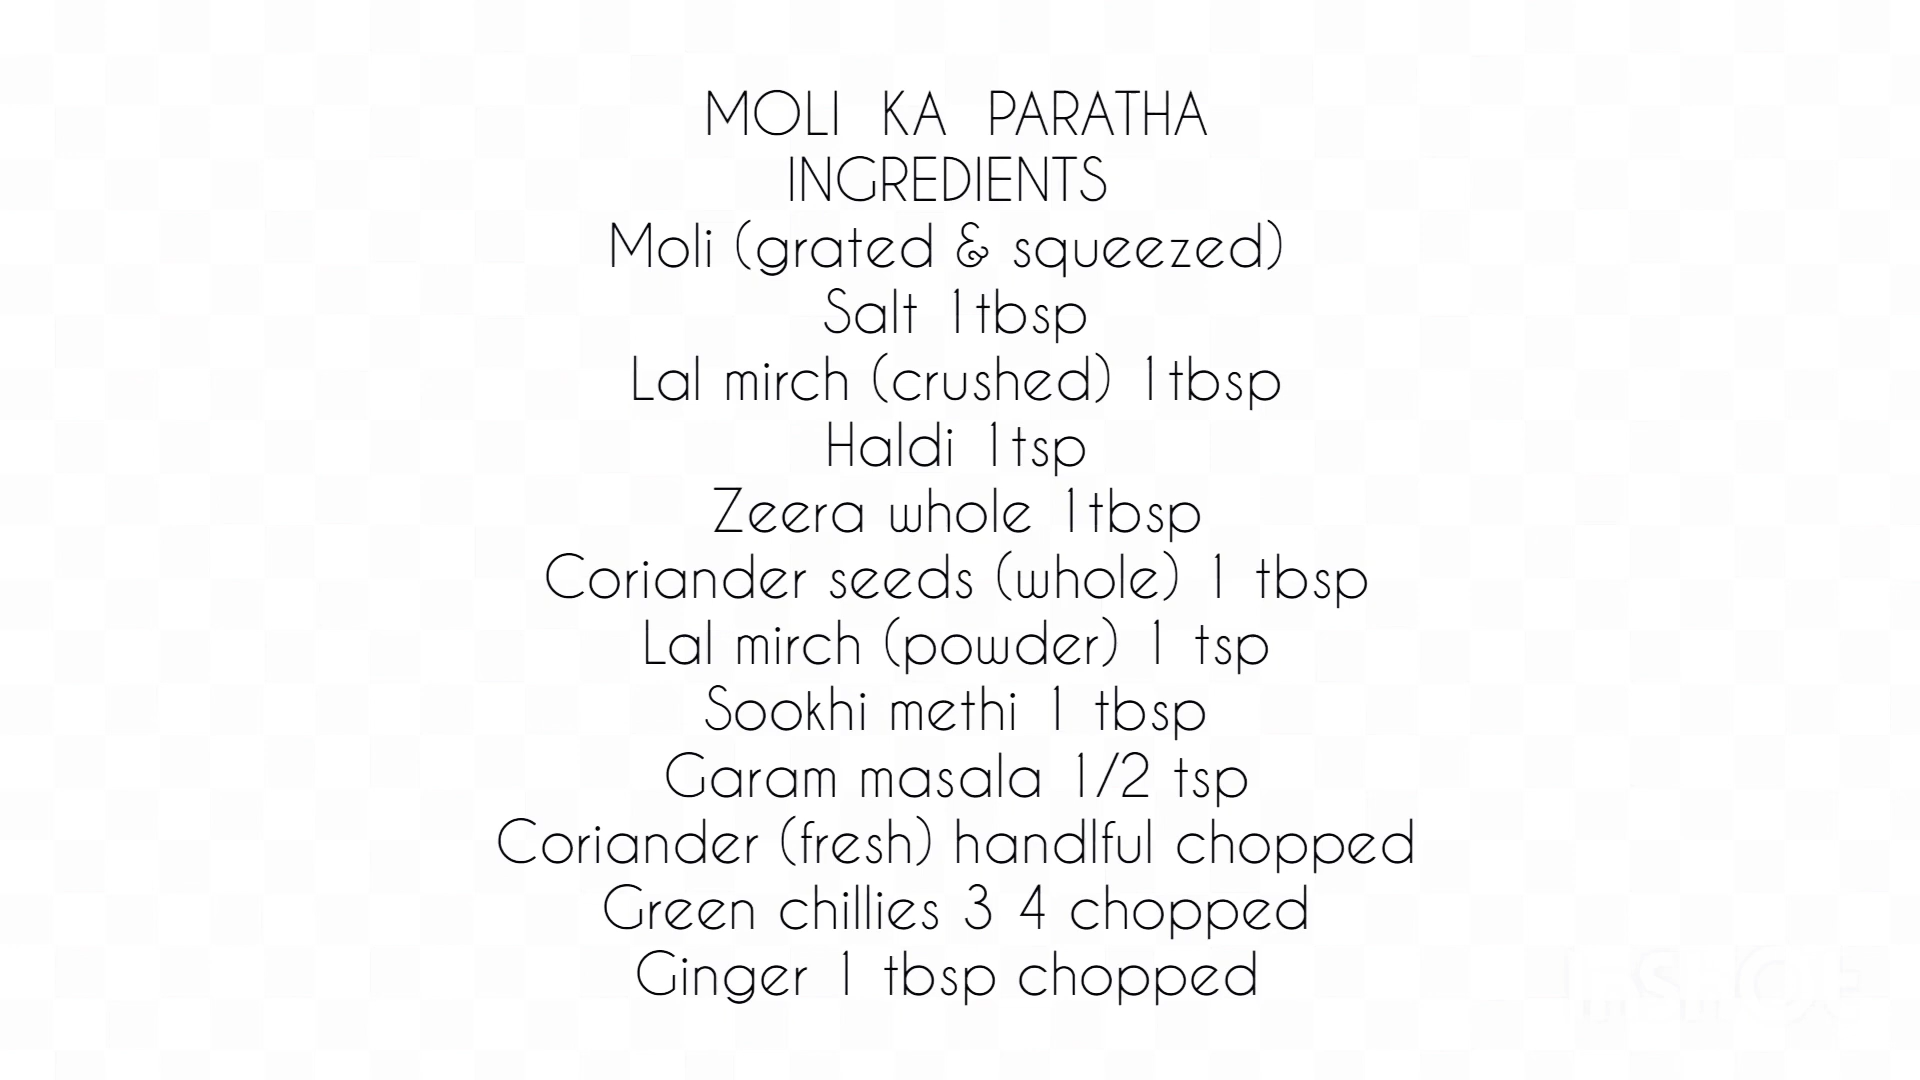 MOLI KA PARATHA
INGREDIENTS
Moli (grated & squeezed)
Salt 1tbsp
Lal mirch (crushed) 1tbsp
Haldi 1tsp
Zeera whole 1tbsp
Coriander seeds (whole) 1 tbsp
Lal mirch (powder) 1 tsp
Sookhi methi 1 tbsp
Garam masala 1/2 tsp
Coriander (fresh) handlful chopped
Green chillies 3 4 chopped
Ginger 1 tbsp chopped